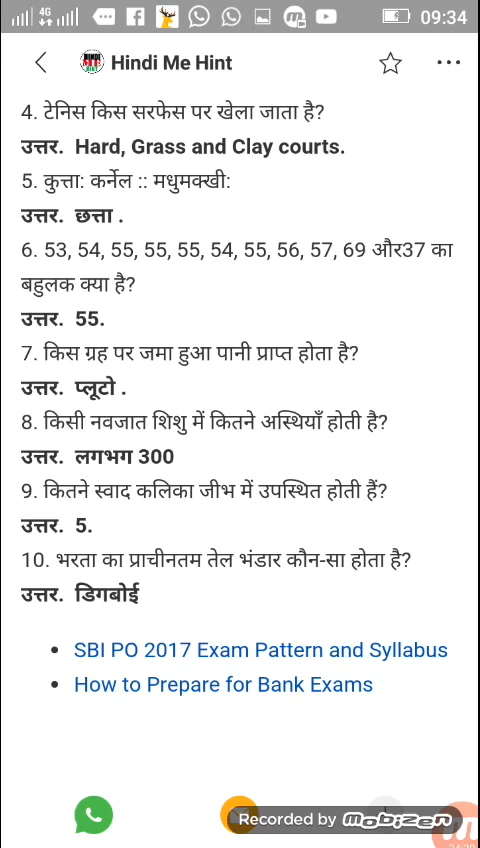 4G 09:34
Hindi Me Hint
4. टेनिस किस सरफेस पर खेला जाता है?
उत्तर. Hard, Grass and Clay courts.
5. कुत्ता: कर्नेल :: मधुमक्खी:
उत्तर. छत्ता .
6. 53, 54, 55, 55, 55, 54, 55, 56, 57, 69 और37 का
बहुलक क्या है?
उत्तर. 55.
7. किस ग्रह पर जमा हुआ पानी प्राप्त होता है?
उत्तर. प्लूटो .
8. किसी नवजात शिशु में कितने अस्थियाँ होती है?
उत्तर. लगभग 300
9. कितने स्वाद कलिका जीभ में उपस्थित होती हैं?
उत्तर. 5.
10. भरता का प्राचीनतम तेल भंडार कौन-सा होता है?
उत्तर. डिगबोई
SBI PO 2017 Exam Pattern and Syllabus
How to Prepare for Bank Exams
Recorded by Mobizen